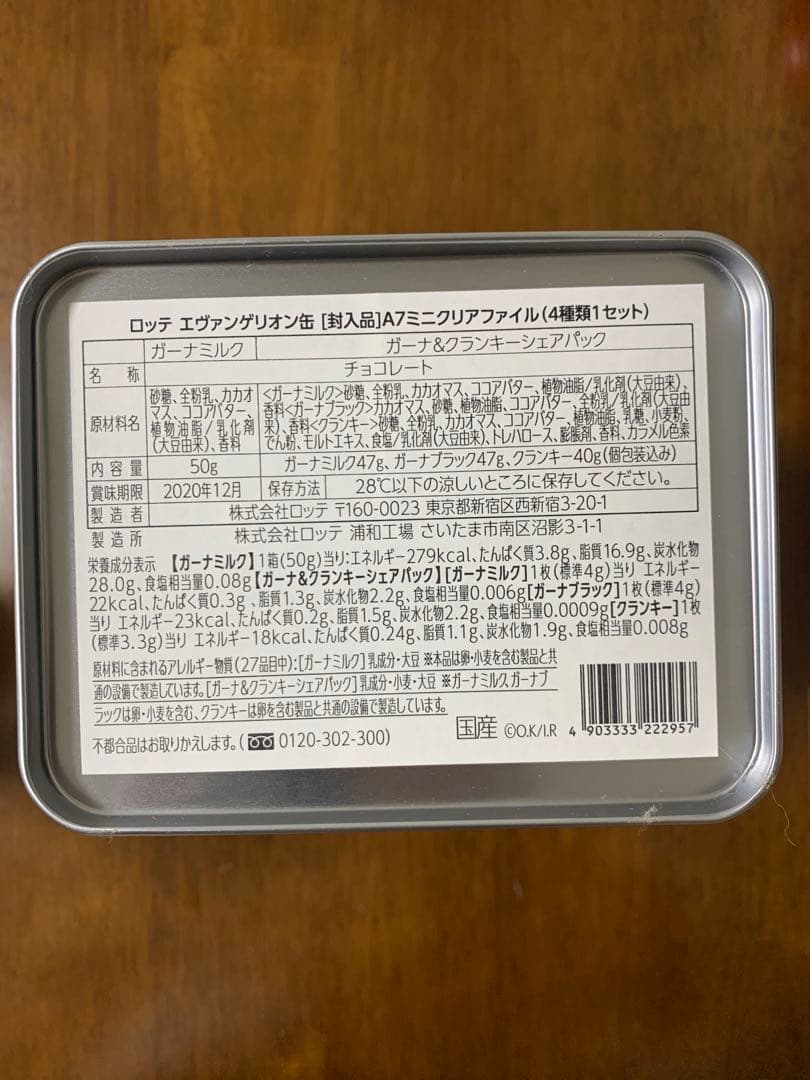 ロッテ エヴァンゲリオン缶 [封入品]A7ミニクリアファイル(4種類1セット)
ガーナミルク ガーナ&クランキーシェアパック
名 称 チョコレート
原材料名
砂糖、全粉乳、カカオ
マス、ココアバター、
植物油脂/乳化剤
(大豆由来)、香料
<ガーナミルク>砂糖、全粉乳、カカオマス、ココアバター、植物油脂/乳化剤(大豆由来)、
香料<ガーナブラック>カカオマス、砂糖、植物油脂、ココアバター、全粉乳/乳化剤(大豆由
来)、香料<クランキー>砂糖、全粉乳、カカオマス、ココアバター、植物油脂、乳糖、小麦粉、
でん粉、モルトエキス、食塩/乳化剤(大豆由来)、トレハロース、膨脹剤、香料、カラメル色素
内容量 50g ガーナミルク47g、ガーナブラック47g、クランキー40g(個包装込み)
賞味期限 2020年12月 保存方法 28℃以下の涼しいところに保存してください。
製造者 株式会社ロッテ 〒160-0023 東京都新宿区西新宿3-20-1
製造所 株式会社ロッテ 浦和工場 さいたま市南区沼影3-1-1
栄養成分表示 【ガーナミルク】1箱(50g)当り:エネルギー279kcal、たんぱく質3.8g、脂質16.9g、炭水化物
28.0g、食塩相当量0.08g【ガーナ&クランキーシェアパック】[ガーナミルク]1枚(標準4g)当り エネルギー
22kcal、たんぱく質0.3g 、脂質1.3g、炭水化物2.2g、食塩相当量0.006g[ガーナブラック]1枚(標準4g)
当り エネルギー23kcal、たんぱく質0.2g、脂質1.5g、炭水化物2.2g、食塩相当量0.0009g[クランキー]1枚
(標準3.3g)当り エネルギー18kcal、たんぱく質0.24g、脂質1.1g、炭水化物1.9g、食塩相当量0.008g
原材料に含まれるアレルギー物質(27品目中):[ガーナミルク]乳成分・大豆 ※本品は卵・小麦を含む製品と共
通の設備で製造しています。[ガーナ&クランキーシェアパック]乳成分・小麦・大豆 ※ガーナミルク、ガーナブ
ラックは卵・小麦を含む、クランキーは卵を含む製品と共通の設備で製造しています。
不都合品はお取りかえします。( 0120-302-300)
国産 ©O.K/I.R
4 903333 222957